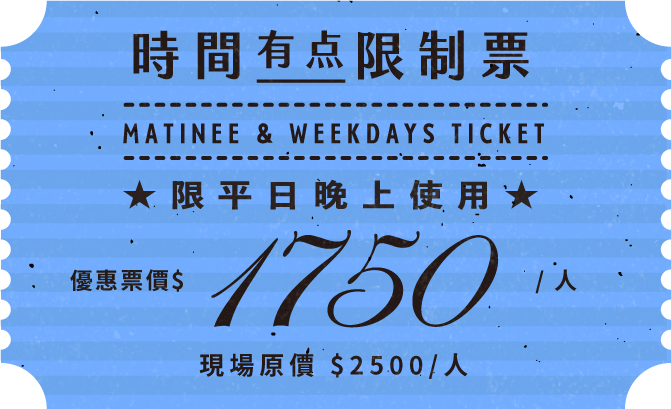 時間有点限制票
MATINEE & WEEKDAYS TICKET
★限平日晚上使用★
優惠票價$ 1750 /人
現場原價 $2500/人